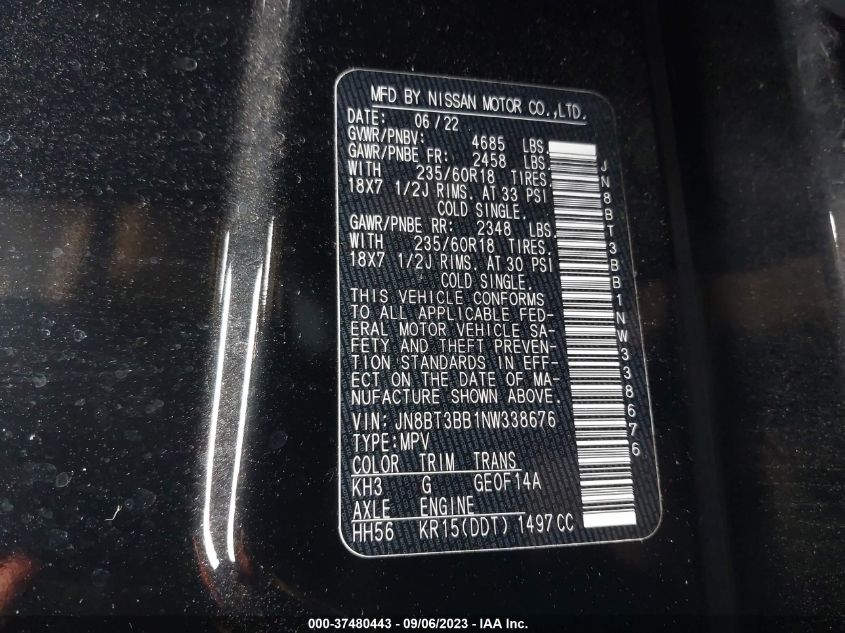 MFD BY NISSAN MOTOR CO.,LTD.
DATE: 06/22
GVWR/PNBV: 4685 LBS.
GAWR/PNBE FR: 2458 LBS.
WITH 235/60R18 TIRES.
18X7 1/2J RIMS. AT 33 PSI
COLD SINGLE.
GAWR/PNBE RR: 2348 LBS.
WITH 235/60R18 TIRES.
18X7 1/2J RIMS. AT 30 PSI
COLD SINGLE.
THIS VEHICLE CONFORMS
TO ALL APPLICABLE FED-
ERAL MOTOR VEHICLE SA-
FETY AND THEFT PREVEN-
TION STANDARDS IN EFF-
ECT ON THE DATE OF MA-
NUFACTURE SHOWN ABOVE.
VIN: JN8BT3BB1NW338676
TYPE:MPV
COLOR TRIM TRANS
KH3 G GE0F14A
AXLE ENGINE
HH56 KR15(DDT) 1497CC
JN8BT3BB1NW338676
000-37480443 - 09/06/2023 - IAA Inc.